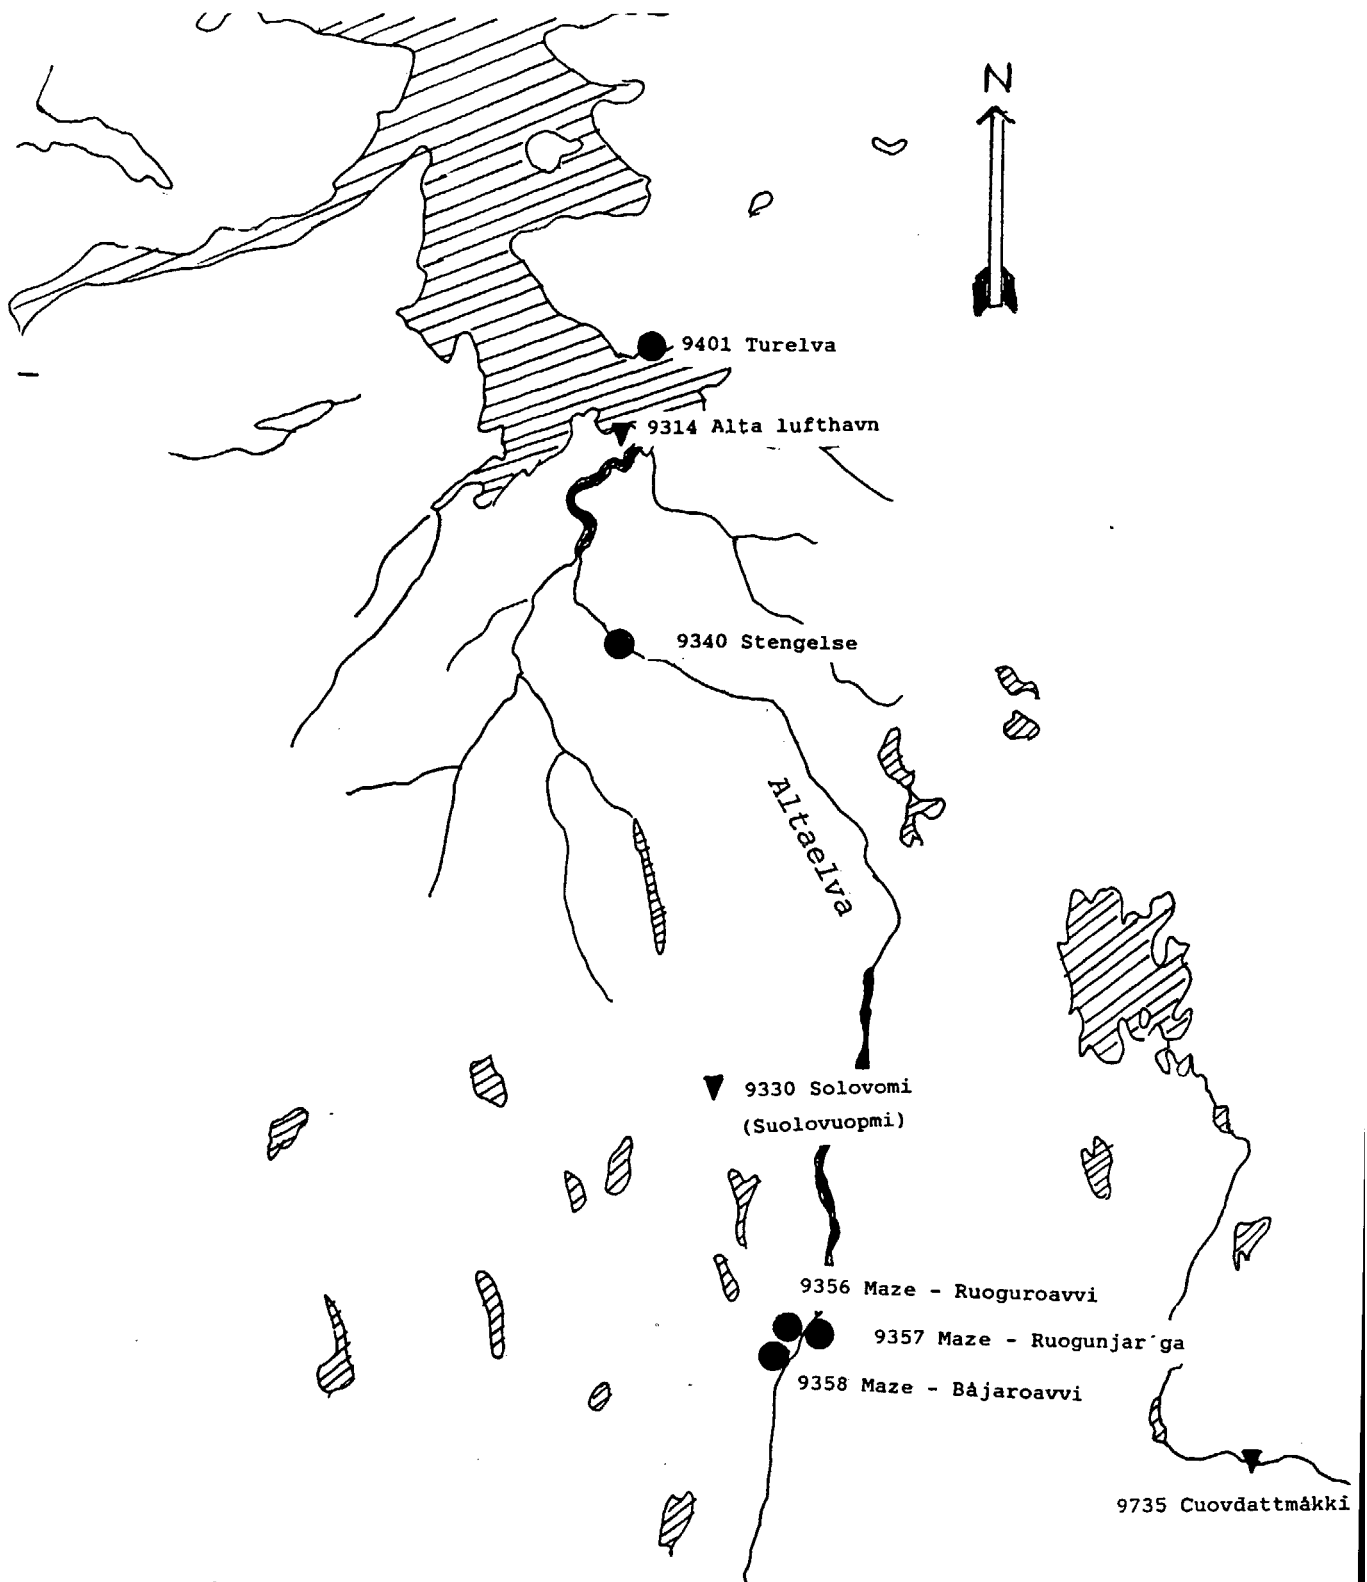 N
9401 Turelva
9314 Alta lufthavn
9340 Stengelse
Altaelva
9330 Solovomi
(Suolovuopmi)
9356 Maze - Ruoguroavvi
9357 Maze - Ruogunjar´ga
9358 Maze - Båjaroavvi
9735 Cuovdattmåkki